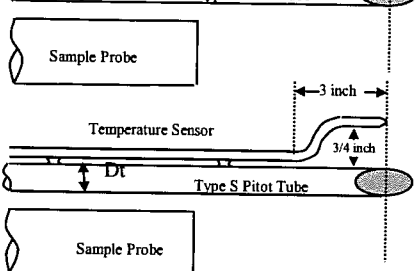 Sample Probe
3 inch
Temperature Sensor
3/4 inch
Dt
Type S Pitot Tube
Sample Probe